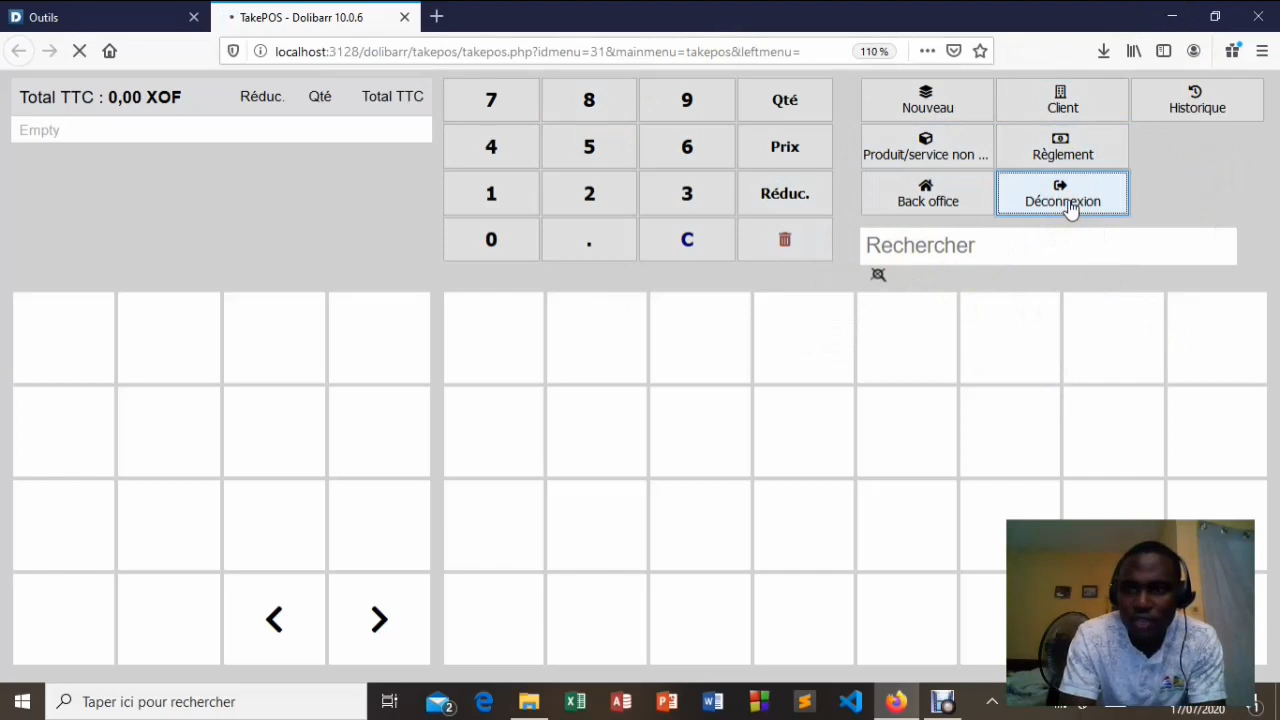 Outils
TakePOS - Dolibarr 10.0.6
localhost:3128/dolibarr/takepos/takepos.php?idmenu=31&mainmenu=takepos&leftmenu=
110 %
Total TTC : 0,00 XOF Réduc. Qté Total TTC
Empty
7 8 9 Qté
4 5 6 Prix
1 2 3 Réduc.
0 . C
Nouveau Client Historique
Produit/service non ... Règlement
Back office Déconnexion
Rechercher
Taper ici pour rechercher
2
17/07/2020
1